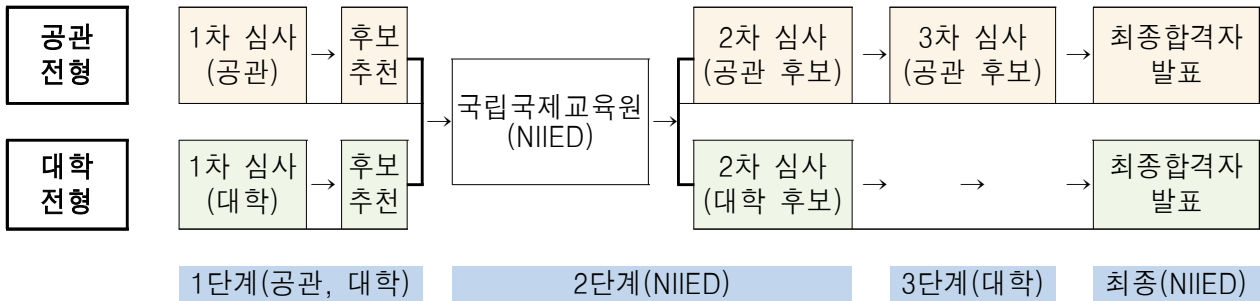 공관
전형
1차 심사
(공관)
→
후보
추천
→
국립국제교육원
(NIIED)
→
2차 심사
(공관 후보)
→
3차 심사
(공관 후보)
→
최종합격자
발표
대학
전형
1차 심사
(대학)
→
후보
추천
2차 심사
(대학 후보)
→
→
→
최종합격자
발표
1단계(공관, 대학)
2단계(NIIED)
3단계(대학)
최종(NIIED)